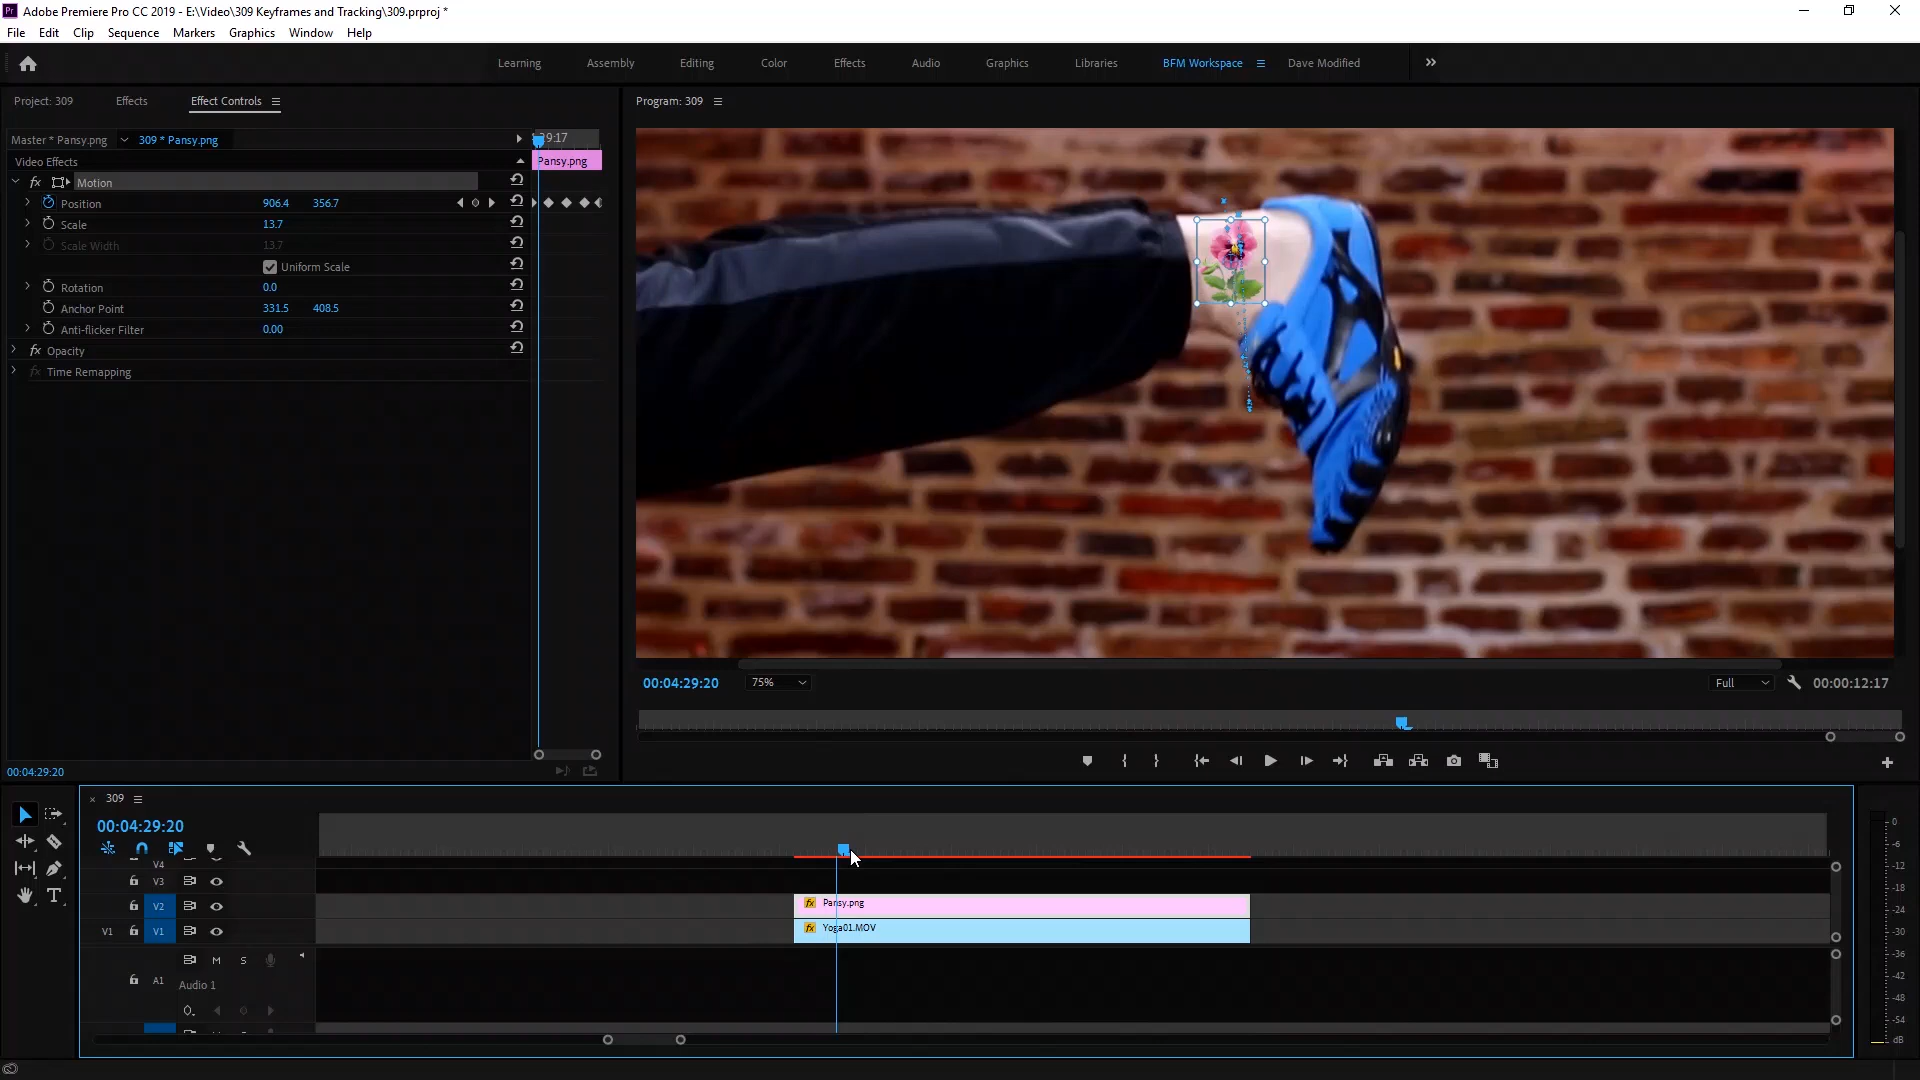 Adobe Premiere Pro CC 2019 - E:\Video\309 Keyframes and Tracking\309.prproj *
File Edit Clip Sequence Markers Graphics Window Help
Learning Assembly Editing Color Effects Audio Graphics Libraries BFM Workspace Dave Modified
Project: 309 Effects Effect Controls
Program: 309
Master * Pansy.png 309 * Pansy.png
Video Effects
Pansy.png
fx Motion
Position 906.4 356.7
Scale 13.7
Scale Width 13.7
Uniform Scale
Rotation 0.0
Anchor Point 331.5 408.5
Anti-flicker Filter 0.00
fx Opacity
fx Time Remapping
00:04:29:20 75% Full 00:00:12:17
00:04:29:20
309
00:04:29:20
V4
V3
V2 fx Pansy.png
V1 V1 fx Yoga01.MOV
M S
A1 Audio 1
0
-6
-12
-18
-24
-30
-36
-42
-48
-54
dB